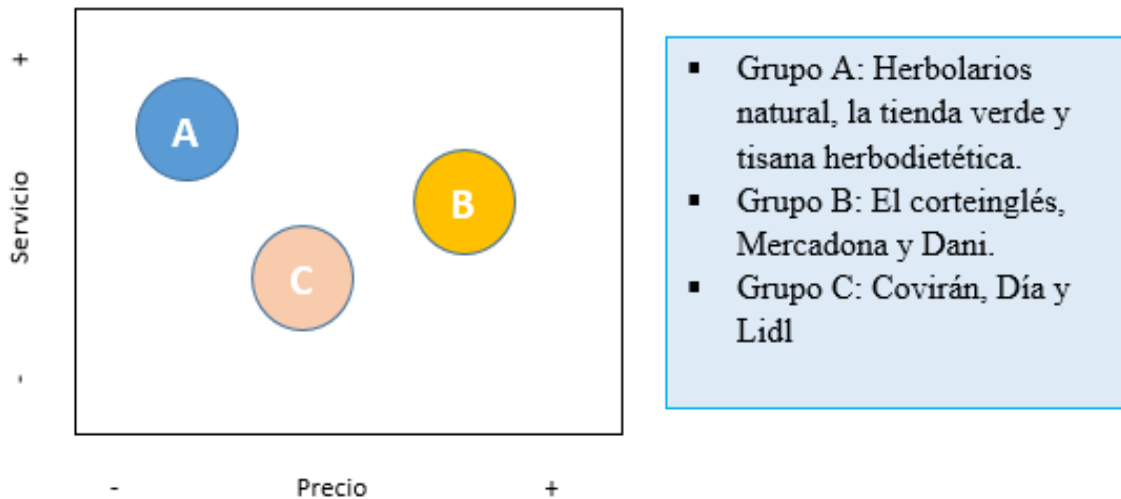 +
Servicio
-
A
B
C
- Precio +
▪ Grupo A: Herbolarios
natural, la tienda verde y
tisana herbodietética.
▪ Grupo B: El corteinglés,
Mercadona y Dani.
▪ Grupo C: Covirán, Día y
Lidl